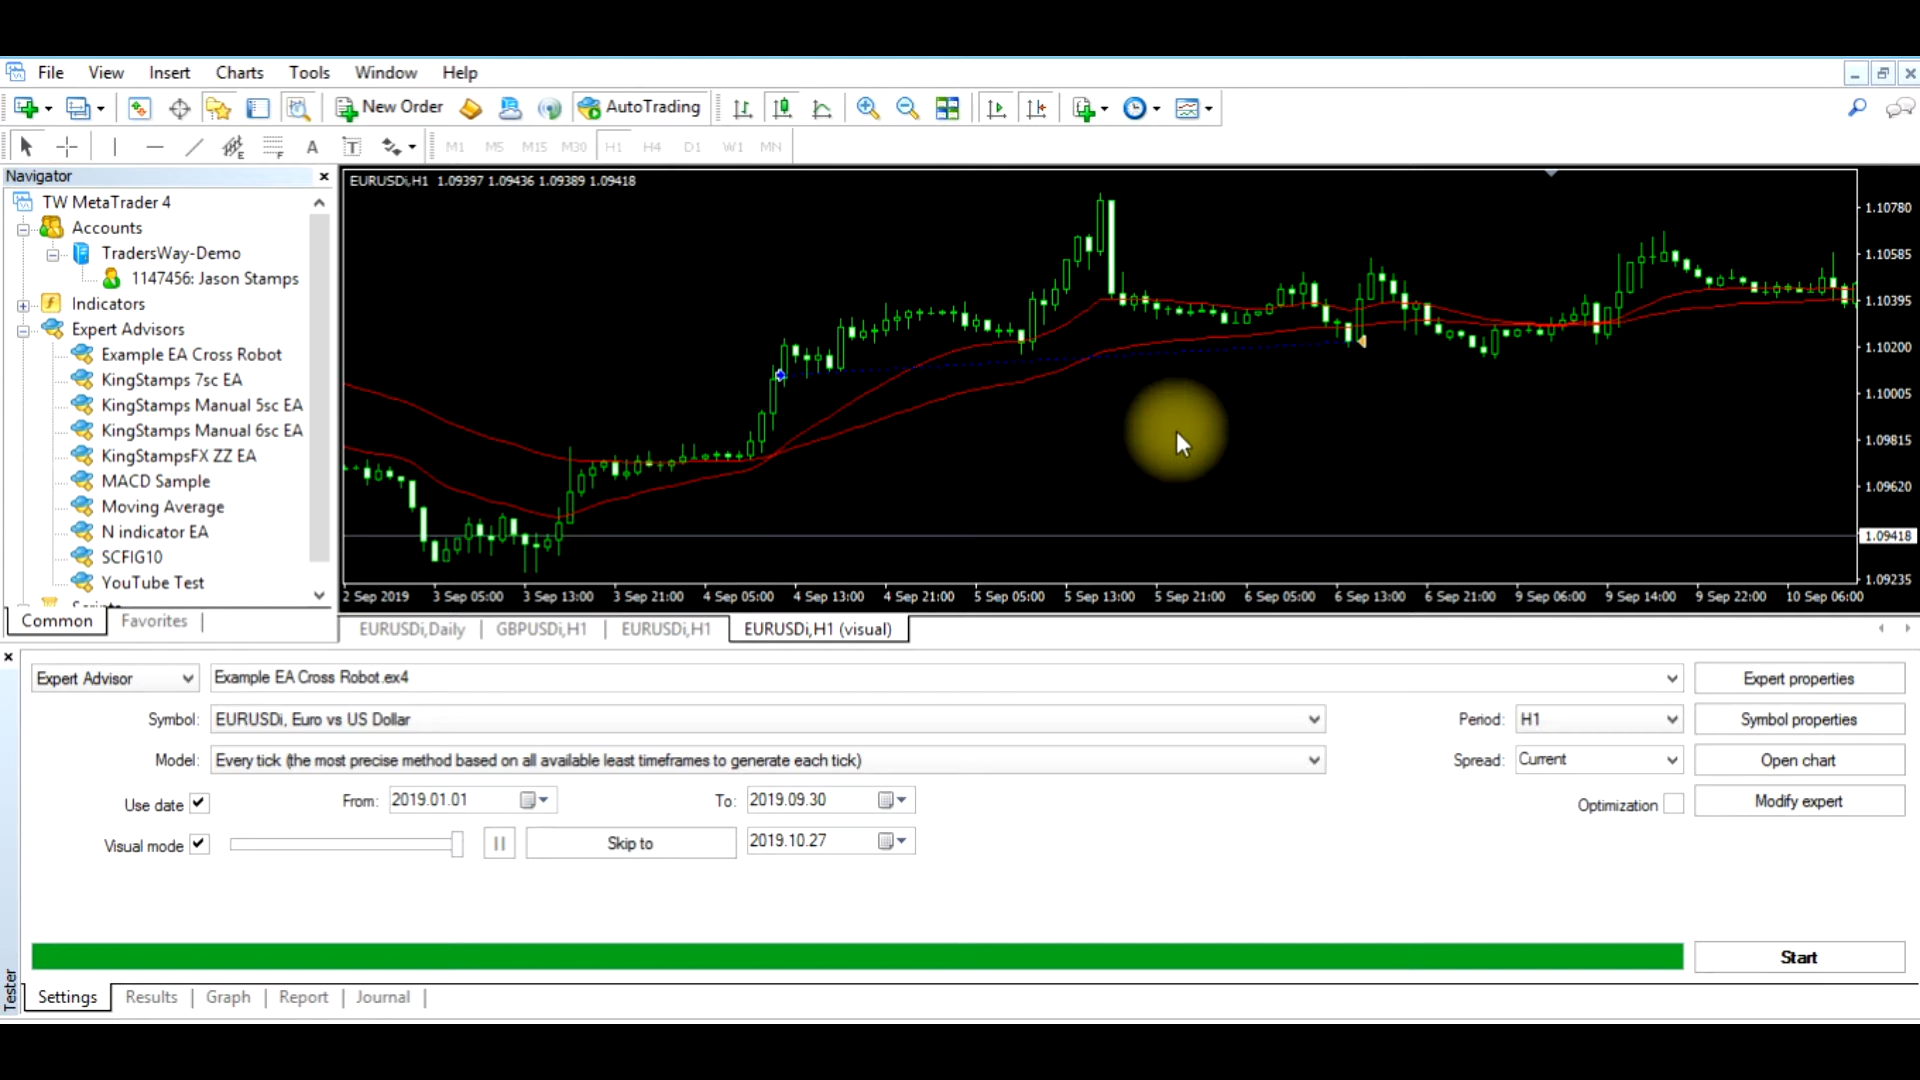 File View Insert Charts Tools Window Help
New Order AutoTrading
A T M1 M5 M15 M30 H1 H4 D1 W1 MN
Navigator
TW MetaTrader 4
Accounts
TradersWay-Demo
1147456: Jason Stamps
Indicators
Expert Advisors
Example EA Cross Robot
KingStamps 7sc EA
KingStamps Manual 5sc EA
KingStamps Manual 6sc EA
KingStampsFX ZZ EA
MACD Sample
Moving Average
N indicator EA
SCFIG10
YouTube Test
Scripts
Common Favorites
EURUSDi,H1 1.09397 1.09436 1.09389 1.09418
1.10780
1.10585
1.10395
1.10200
1.10005
1.09815
1.09620
1.09418
1.09235
2 Sep 2019 3 Sep 05:00 3 Sep 13:00 3 Sep 21:00 4 Sep 05:00 4 Sep 13:00 4 Sep 21:00 5 Sep 05:00 5 Sep 13:00 5 Sep 21:00 6 Sep 05:00 6 Sep 13:00 6 Sep 21:00 9 Sep 06:00 9 Sep 14:00 9 Sep 22:00 10 Sep 06:00
EURUSDi,Daily GBPUSDi,H1 EURUSDi,H1 EURUSDi,H1 (visual)
Expert Advisor Example EA Cross Robot.ex4 Expert properties
Symbol: EURUSDi, Euro vs US Dollar Period: H1 Symbol properties
Model: Every tick (the most precise method based on all available least timeframes to generate each tick) Spread: Current Open chart
Use date From: 2019.01.01 To: 2019.09.30 Optimization Modify expert
Visual mode Skip to 2019.10.27
Start
Tester
Settings Results Graph Report Journal